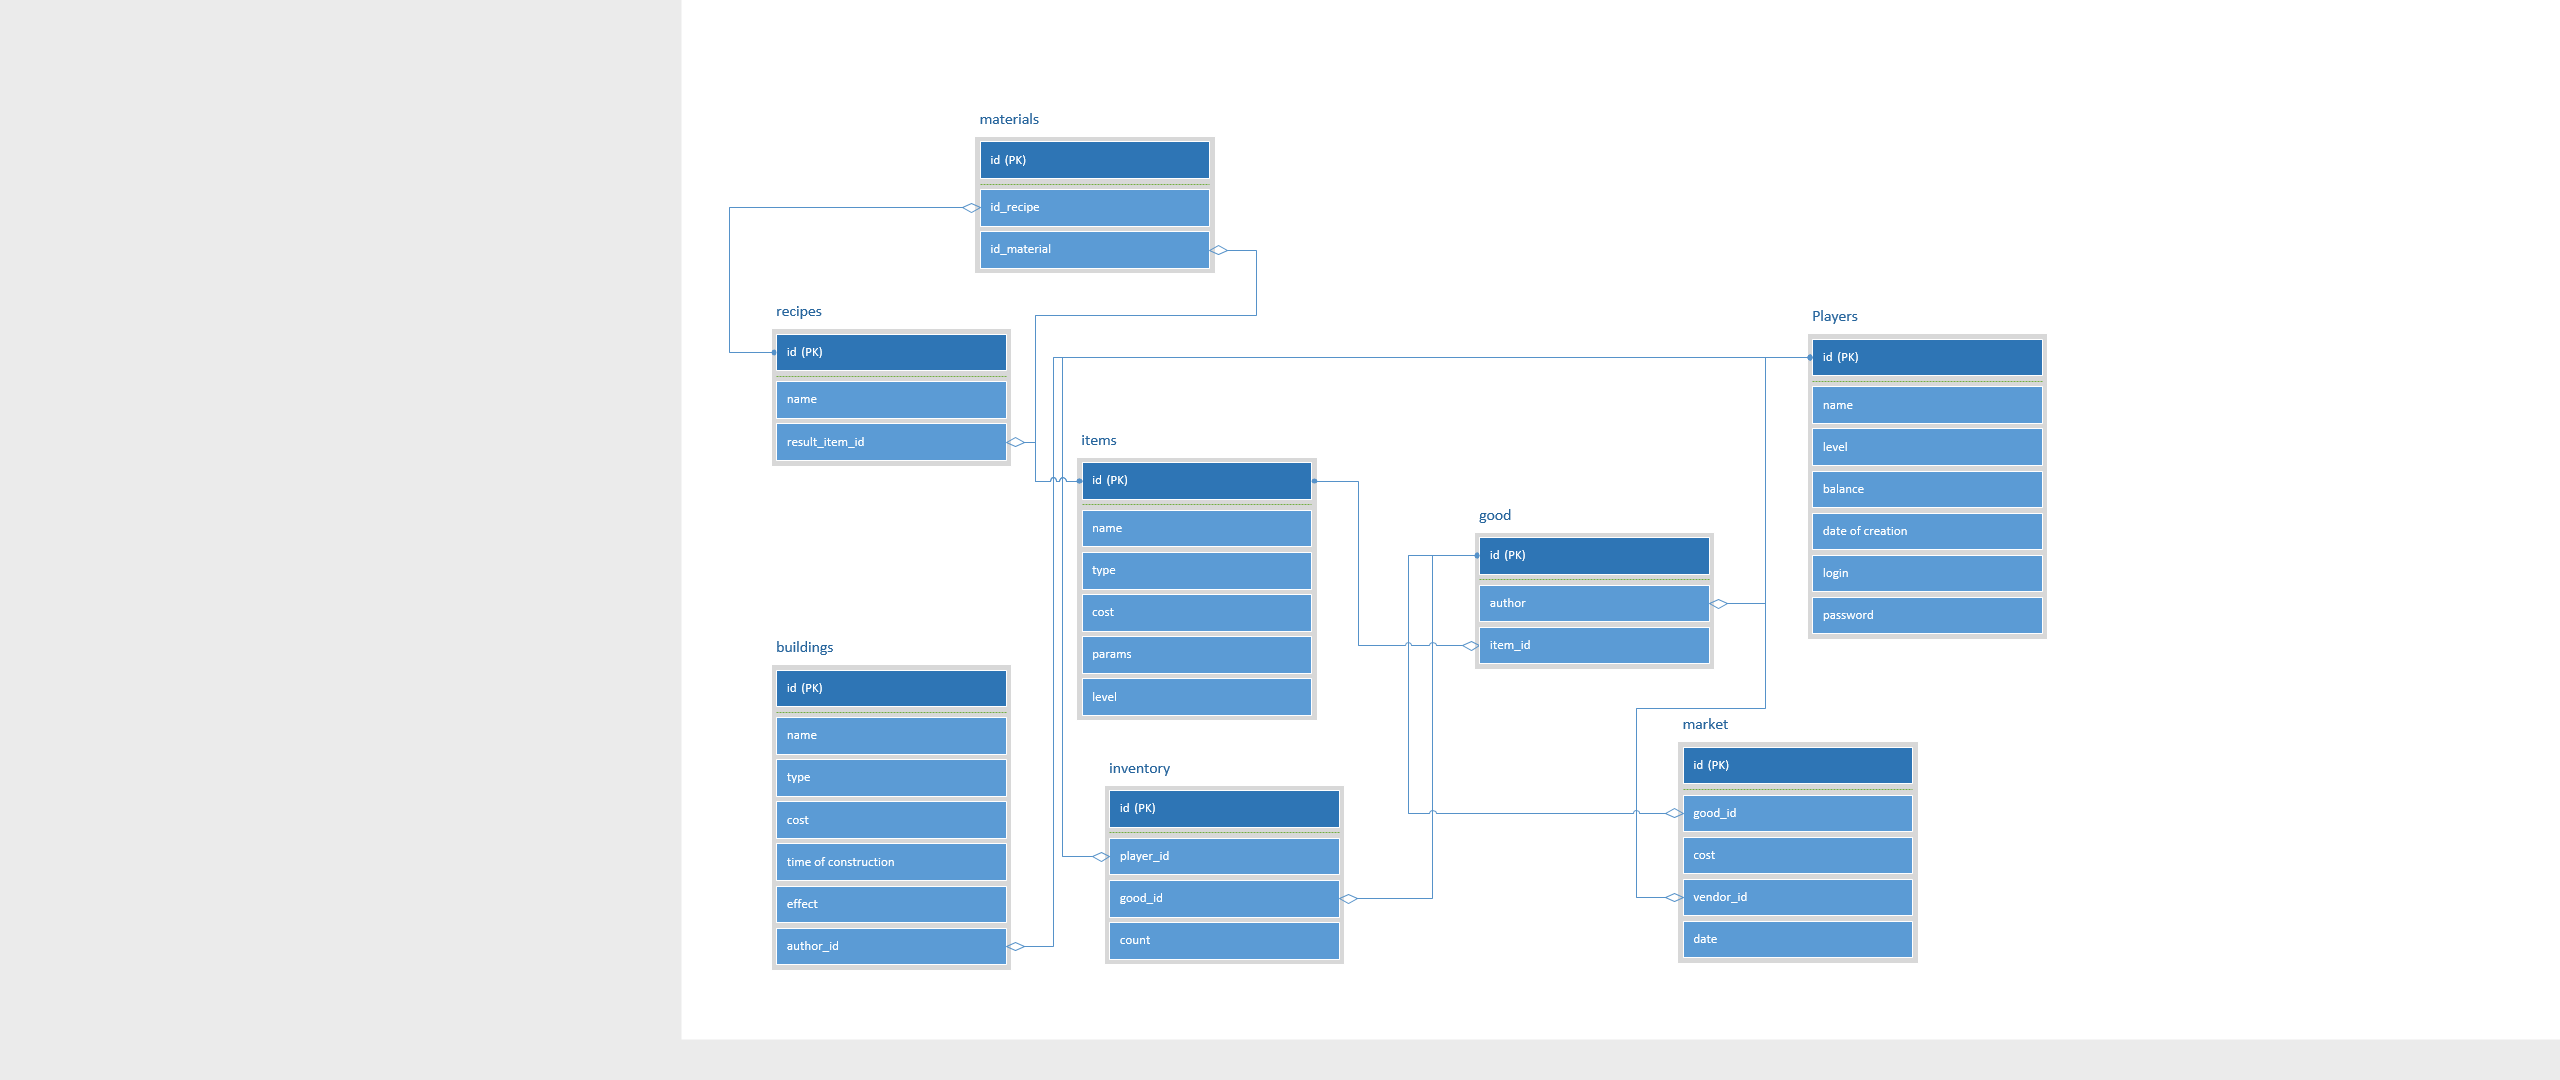 materials
id (PK)
id_recipe
id_material
recipes
id (PK)
name
result_item_id
Players
id (PK)
name
level
balance
date of creation
login
password
items
id (PK)
name
type
cost
params
level
good
id (PK)
author
item_id
buildings
id (PK)
name
type
cost
time of construction
effect
author_id
inventory
id (PK)
player_id
good_id
count
market
id (PK)
good_id
cost
vendor_id
date